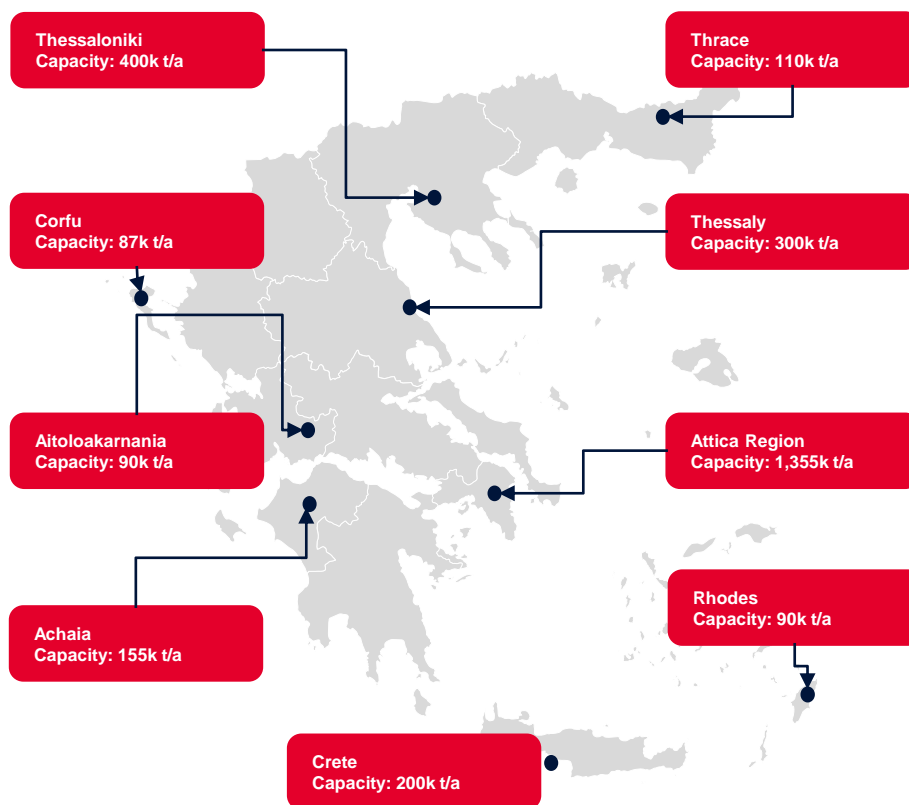 Thessaloniki
Capacity: 400k t/a
Thrace
Capacity: 110k t/a
Corfu
Capacity: 87k t/a
Thessaly
Capacity: 300k t/a
Aitoloakarnania
Capacity: 90k t/a
Attica Region
Capacity: 1,355k t/a
Achaia
Capacity: 155k t/a
Rhodes
Capacity: 90k t/a
Crete
Capacity: 200k t/a